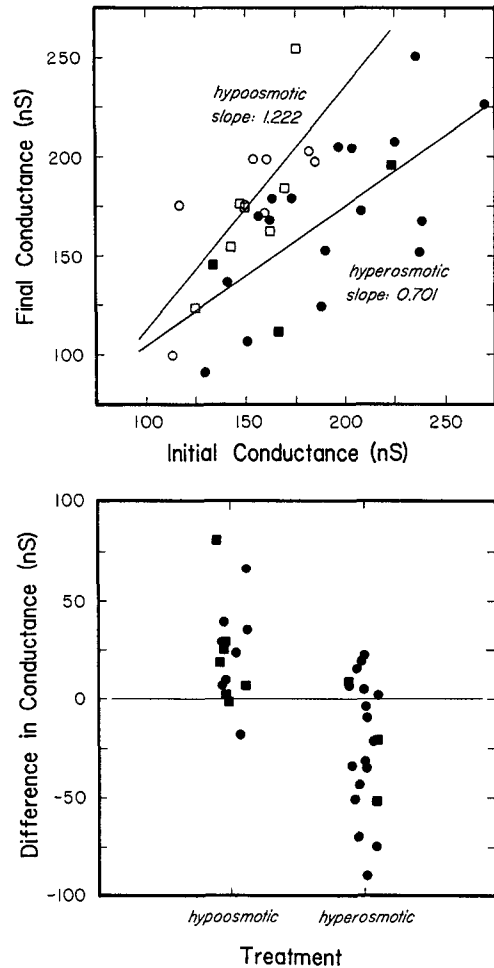 250
200
150
100
Final Conductance (nS)
hypoosmotic
slope: 1.222
hyperosmotic
slope: 0.701
100 150 200 250
Initial Conductance (nS)
100
50
0
-50
-100
Difference in Conductance (nS)
hypoosmotic hyperosmotic
Treatment